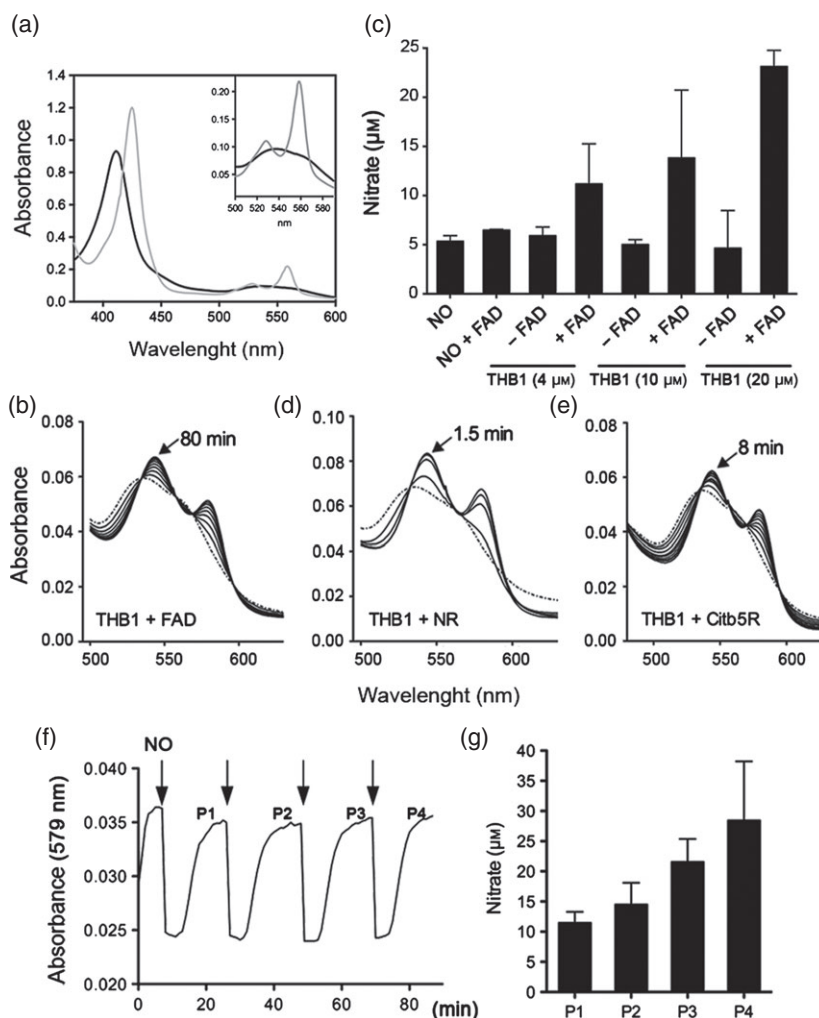 (a)
1.4
1.2
1.0
0.8
0.6
0.4
0.2
0.0
Absorbance
400 450 500 550 600
Wavelenght (nm)
0.20
0.15
0.10
0.05
500 520 540 560 580
nm
(c)
25
20
15
10
5
0
Nitrate (μM)
NO
NO + FAD
– FAD
+ FAD
– FAD
+ FAD
– FAD
+ FAD
THB1 (4 μM) THB1 (10 μM) THB1 (20 μM)
(b)
0.08
0.06
0.04
0.02
0.00
Absorbance
80 min
THB1 + FAD
500 550 600
(d)
0.10
0.08
0.06
0.04
0.02
0.00
1.5 min
THB1 + NR
500 550 600
(e)
0.08
0.06
0.04
0.02
0.00
8 min
THB1 + Citb5R
500 550 600
Wavelenght (nm)
(f)
NO
0.040
0.035
0.030
0.025
0.020
Absorbance (579 nm)
P1 P2 P3 P4
0 20 40 60 80 (min)
(g)
40
35
30
25
20
15
10
5
0
Nitrate (μM)
P1 P2 P3 P4